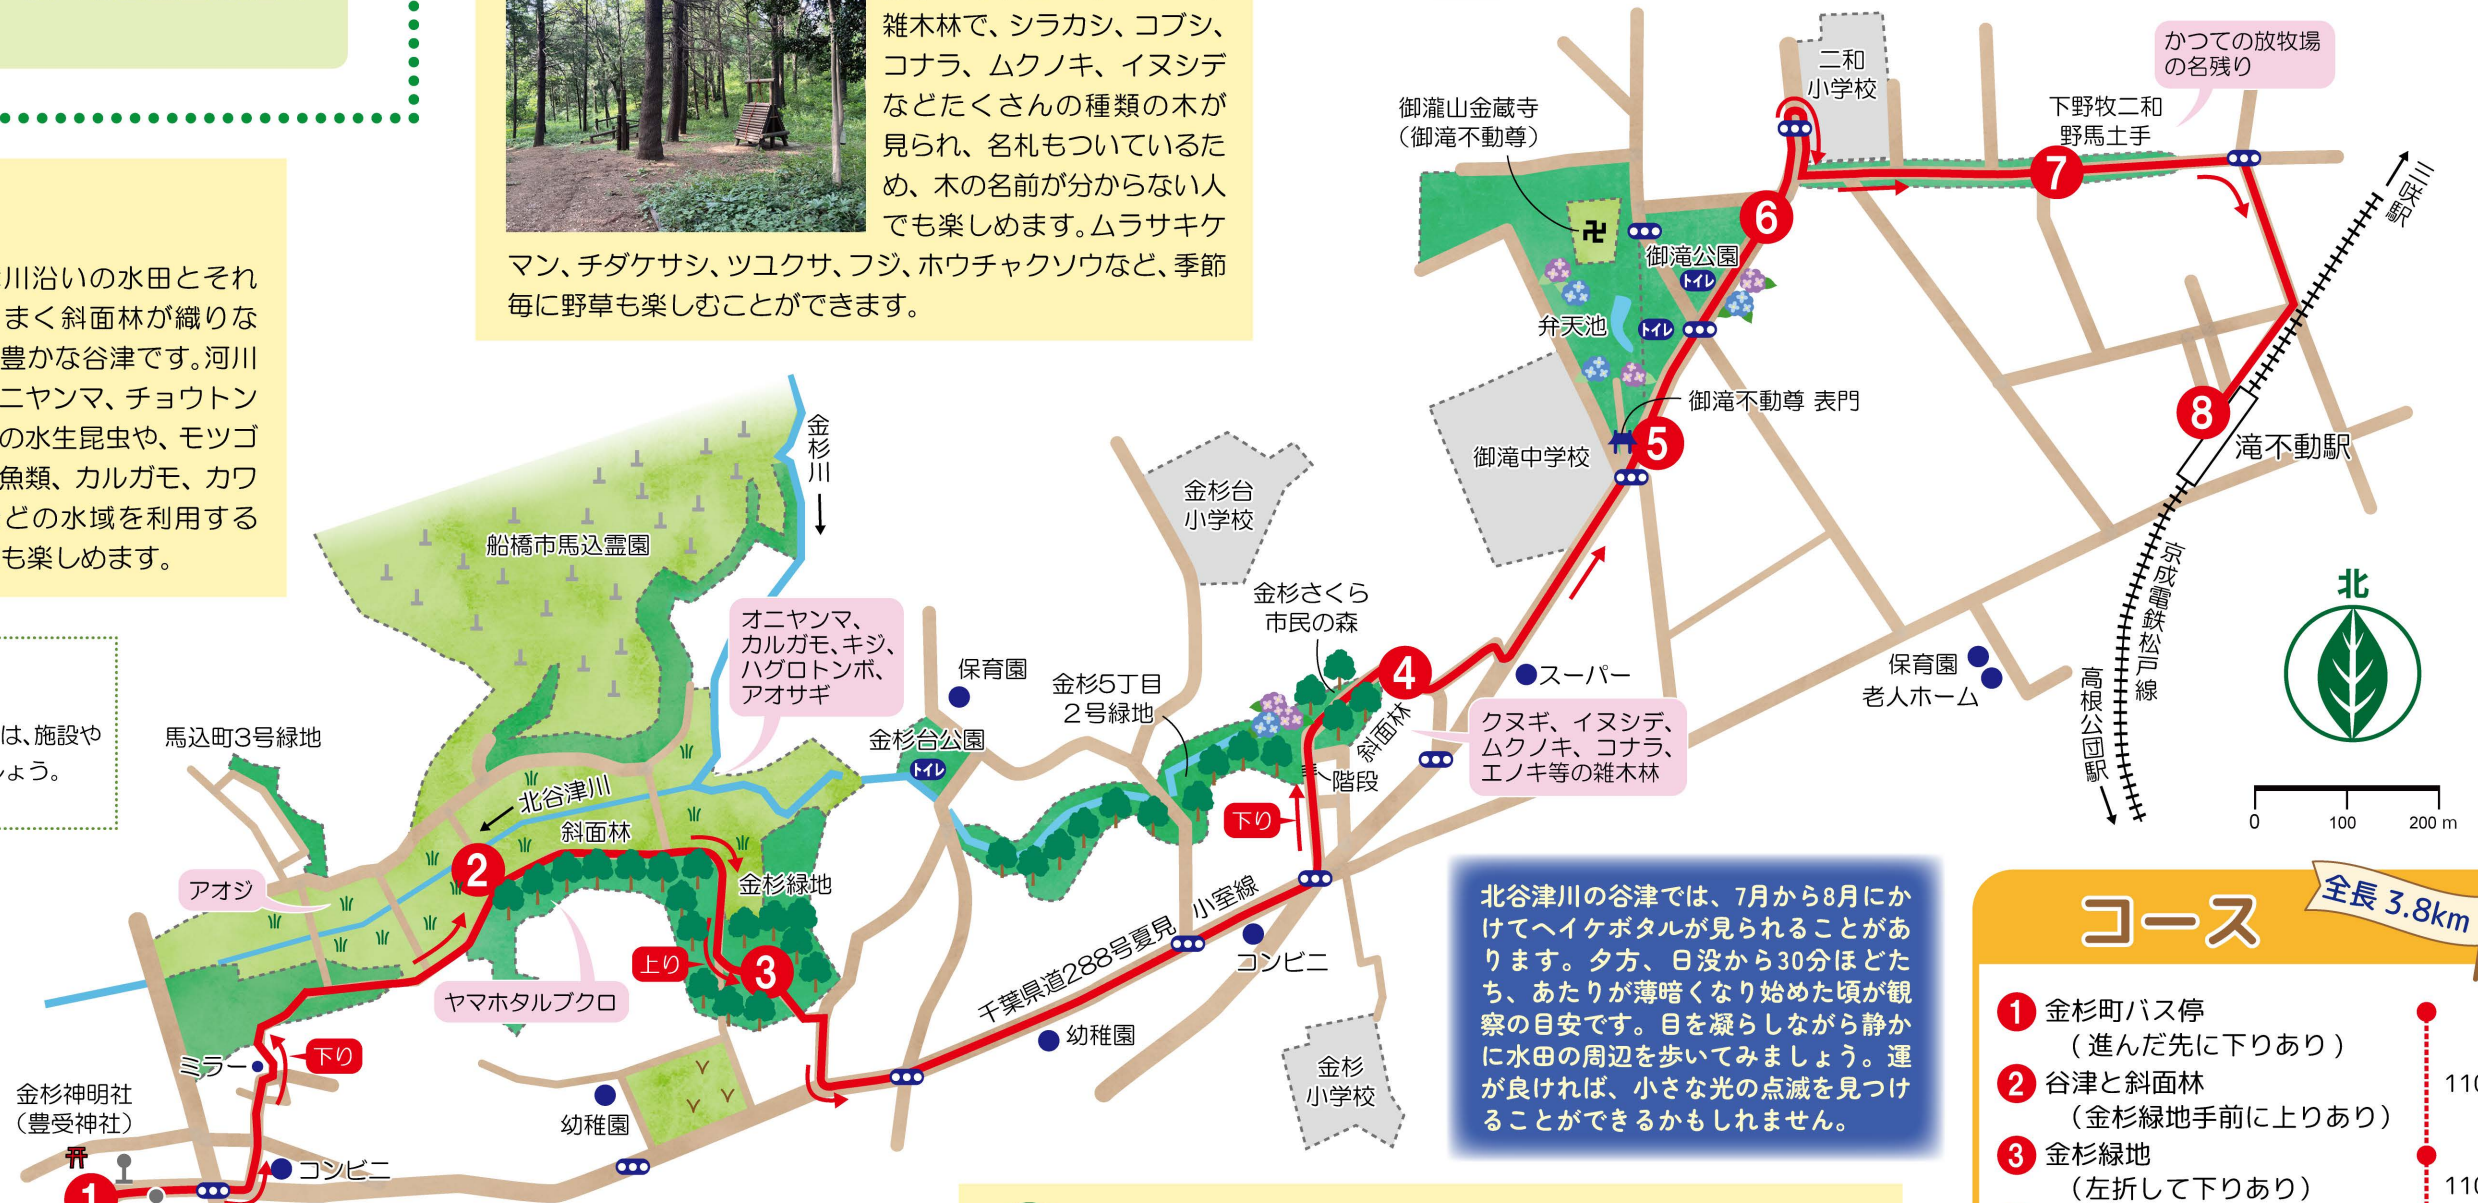 雑木林で、シラカシ、コブシ、
コナラ、ムクノキ、イヌシデ
などたくさんの種類の木が
見られ、名札もついているた
め、木の名前が分からない人
でも楽しめます。ムラサキケ
マン、チダケサシ、ツユクサ、フジ、ホウチャクソウなど、季節
毎に野草も楽しむことができます。
川沿いの水田とそれ
まく斜面林が織りな
豊かな谷津です。河川
ニヤンマ、チョウトン
の水生昆虫や、モツゴ
魚類、カルガモ、カワ
どの水域を利用する
も楽しめます。
は、施設や
ょう。
二和
小学校
かつての放牧場
の名残り
下野牧二和
野馬土手
御瀧山金蔵寺
（御滝不動尊）
卍
7
三咲駅
6
御滝公園
トイレ
弁天池
トイレ
御滝不動尊 表門
8
5
滝不動駅
御滝中学校
金杉川
金杉台
小学校
船橋市馬込霊園
京成電鉄松戸線
高根公団駅
北
金杉さくら
市民の森
オニヤンマ、
カルガモ、キジ、
ハグロトンボ、
アオサギ
保育園
金杉5丁目
2号緑地
4
スーパー
保育園
老人ホーム
斜面林
クヌギ、イヌシデ、
ムクノキ、コナラ、
エノキ等の雑木林
馬込町3号緑地
金杉台公園
トイレ
階段
北谷津川
下り
0 100 200 m
斜面林
2
アオジ
金杉緑地
千葉県道288号夏見 小室線
北谷津川の谷津では、7月から8月にか
けてヘイケボタルが見られることがあ
ります。夕方、日没から30分ほどた
ち、あたりが薄暗くなり始めた頃が観
察の目安です。目を凝らしながら静か
に水田の周辺を歩いてみましょう。運
が良ければ、小さな光の点滅を見つけ
ることができるかもしれません。
上り
3
コンビニ
ヤマホタルブクロ
幼稚園
下り
ミラー
金杉
小学校
金杉神明社
（豊受神社）
幼稚園
コンビニ
1
コース
全長 3.8km
1 金杉町バス停
（進んだ先に下りあり）
2 谷津と斜面林
（金杉緑地手前に上りあり）
110
3 金杉緑地
（左折して下りあり）
110